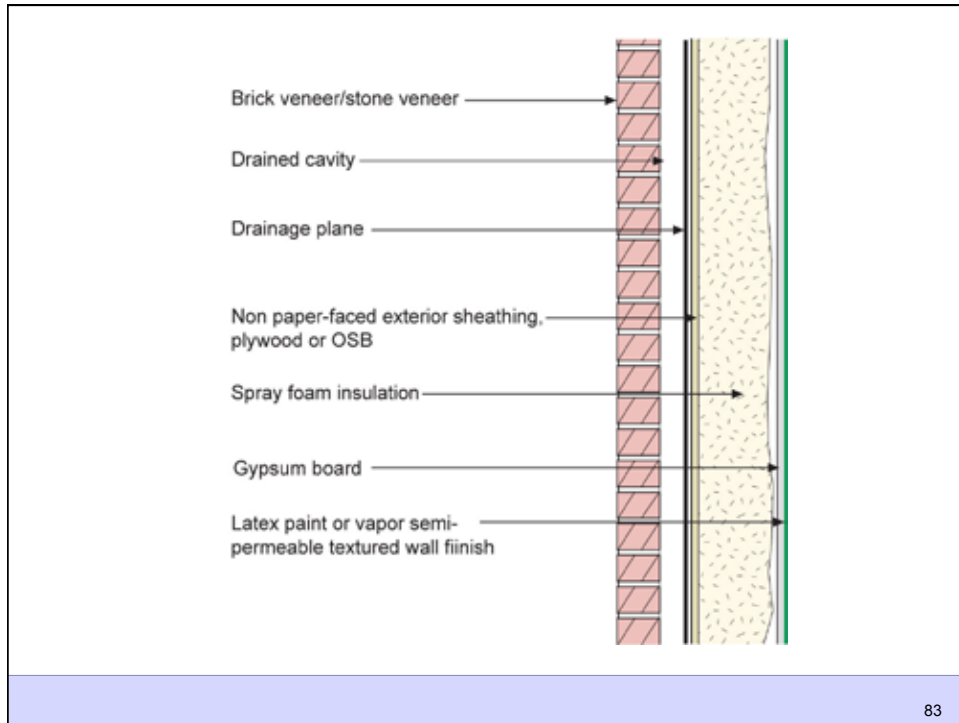 Brick veneer/stone veneer
Drained cavity
Drainage plane
Non paper-faced exterior sheathing,
plywood or OSB
Spray foam insulation
Gypsum board
Latex paint or vapor semi-
permeable textured wall fiinish
83